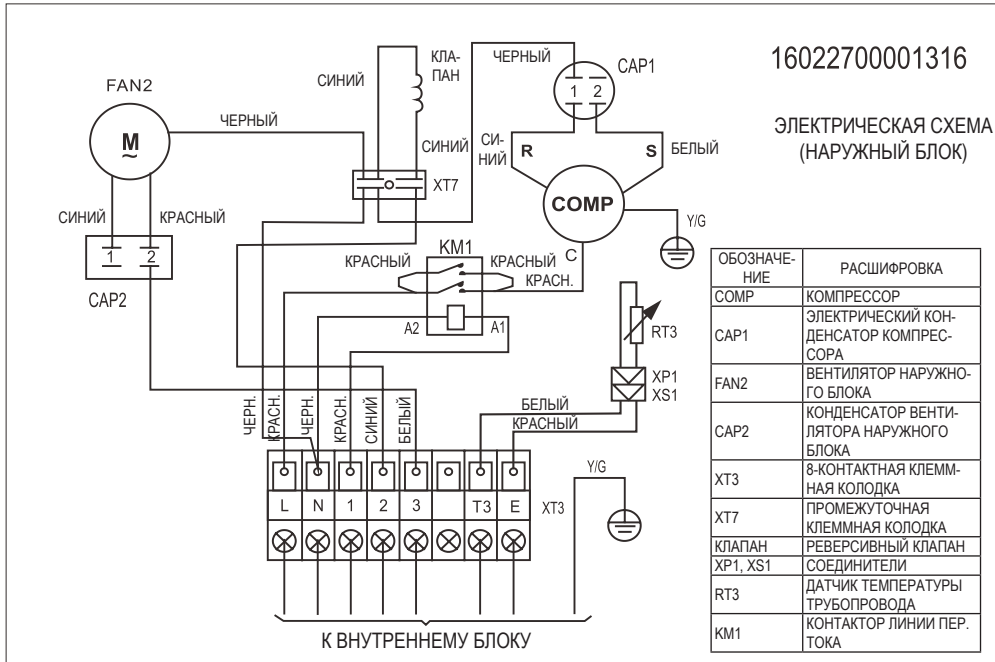 16022700001316
ЭЛЕКТРИЧЕСКАЯ СХЕМА
(НАРУЖНЫЙ БЛОК)
FAN2
M
~
ЧЕРНЫЙ
СИНИЙ
КЛА-
ПАН
СИНИЙ
ЧЕРНЫЙ
CAP1
1 2
СИ-
НИЙ
R
S
БЕЛЫЙ
COMP
Y/G
C
XT7
СИНИЙ
КРАСНЫЙ
1 2
CAP2
KM1
КРАСНЫЙ
КРАСНЫЙ
КРАСН.
A2
A1
RT3
XP1
XS1
БЕЛЫЙ
КРАСНЫЙ
ЧЕРН.
КРАСН.
ЧЕРН.
КРАСН.
СИНИЙ
БЕЛЫЙ
L N 1 2 3 T3 E
XT3
Y/G
К ВНУТРЕННЕМУ БЛОКУ
ОБОЗНАЧЕ-
НИЕ
РАСШИФРОВКА
COMP
КОМПРЕССОР
CAP1
ЭЛЕКТРИЧЕСКИЙ КОН-
ДЕНСАТОР КОМПРЕС-
СОРА
FAN2
ВЕНТИЛЯТОР НАРУЖНО-
ГО БЛОКА
CAP2
КОНДЕНСАТОР ВЕНТИ-
ЛЯТОРА НАРУЖНОГО
БЛОКА
XT3
8-КОНТАКТНАЯ КЛЕММ-
НАЯ КОЛОДКА
XT7
ПРОМЕЖУТОЧНАЯ
КЛЕММНАЯ КОЛОДКА
КЛАПАН
РЕВЕРСИВНЫЙ КЛАПАН
XP1, XS1
СОЕДИНИТЕЛИ
RT3
ДАТЧИК ТЕМПЕРАТУРЫ
ТРУБОПРОВОДА
KM1
КОНТАКТОР ЛИНИИ ПЕР.
ТОКА